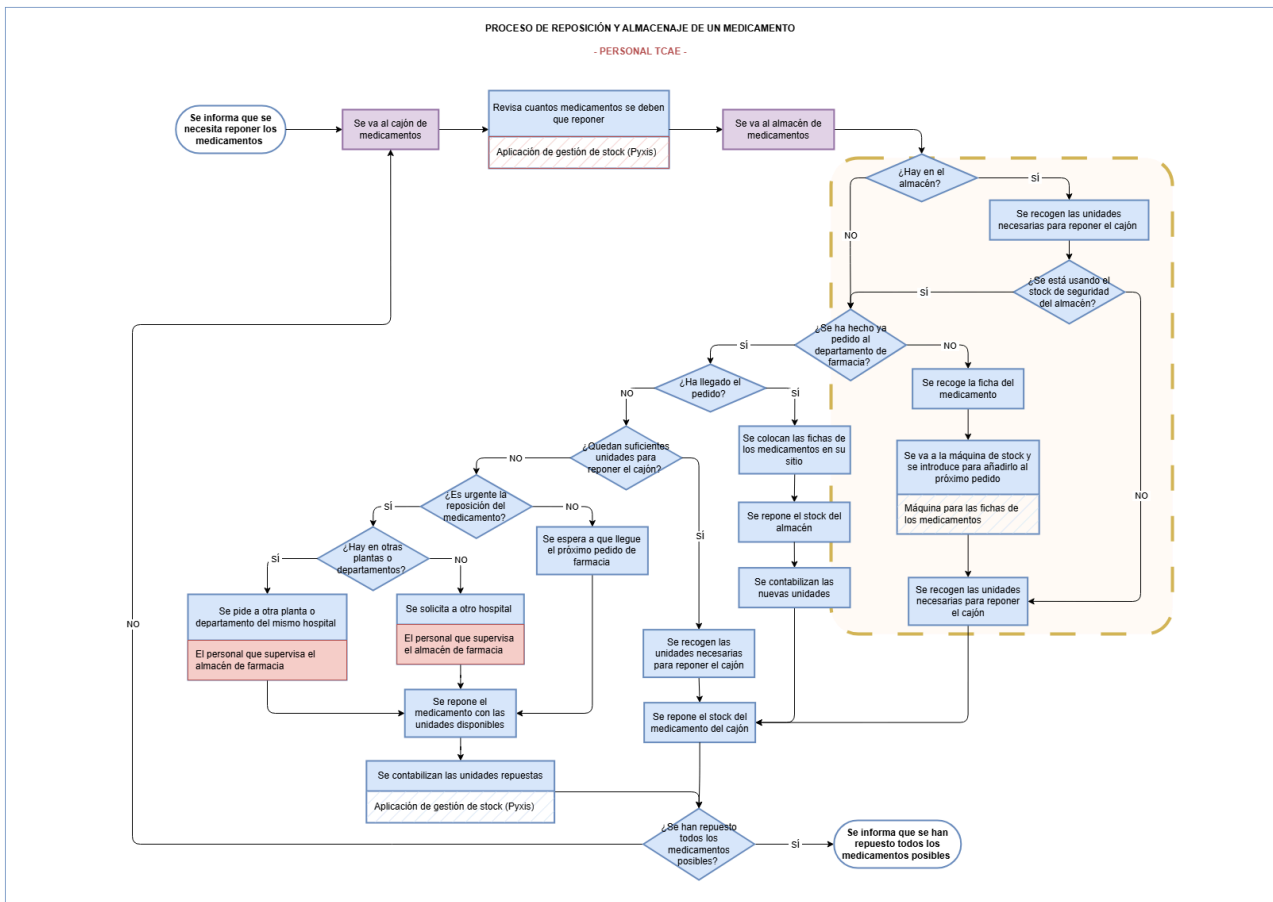 PROCESO DE REPOSICIÓN Y ALMACENAJE DE UN MEDICAMENTO
- PERSONAL TCAE -
Se informa que se
necesita reponer los
medicamentos
Se va al cajón de
medicamentos
Revisa cuantos medicamentos se deben
que reponer
Aplicación de gestión de stock (Pyxis)
Se va al almacén de
medicamentos
¿Hay en el
almacén?
SÍ
NO
Se recogen las unidades
necesarias para reponer el cajón
¿Se está usando el
stock de seguridad
del almacén?
SÍ
NO
¿Se ha hecho ya
pedido al
departamento de
farmacia?
SÍ
NO
¿Ha llegado el
pedido?
NO
SÍ
Se recoge la ficha del
medicamento
Se va a la máquina de stock y
se introduce para añadirlo al
próximo pedido
Máquina para las fichas de
los medicamentos
Se recogen las unidades
necesarias para reponer
el cajón
Se colocan las fichas de
los medicamentos en su
sitio
Se repone el stock del
almacén
Se contabilizan las
nuevas unidades
¿Quedan suficientes
unidades para
reponer el cajón?
NO
SÍ
¿Es urgente la
reposición del
medicamento?
SÍ
NO
Se espera a que llegue
el próximo pedido de
farmacia
¿Hay en otras
plantas o
departamentos?
SÍ
NO
Se pide a otra planta o
departamento del mismo hospital
El personal que supervisa el
almacén de farmacia
Se solicita a otro hospital
El personal que supervisa
el almacén de farmacia
Se recogen las
unidades necesarias
para reponer el cajón
Se repone el
medicamento con las
unidades disponibles
Se repone el stock del
medicamento del cajón
Se contabilizan las unidades repuestas
Aplicación de gestión de stock (Pyxis)
¿Se han repuesto
todos los
medicamentos
posibles?
NO
SÍ
Se informa que se han
repuesto todos los
medicamentos posibles